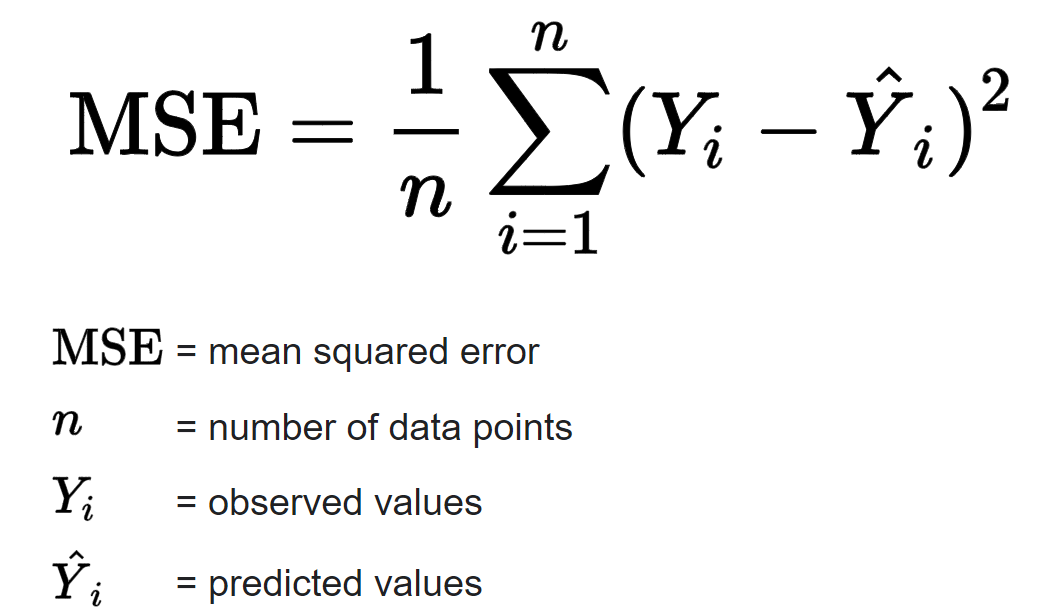 MSE = \frac{1}{n} \sum_{i=1}^{n} (Y_i - \hat{Y}_i)^2
MSE = mean squared error
n = number of data points
Y_i = observed values
\hat{Y}_i = predicted values